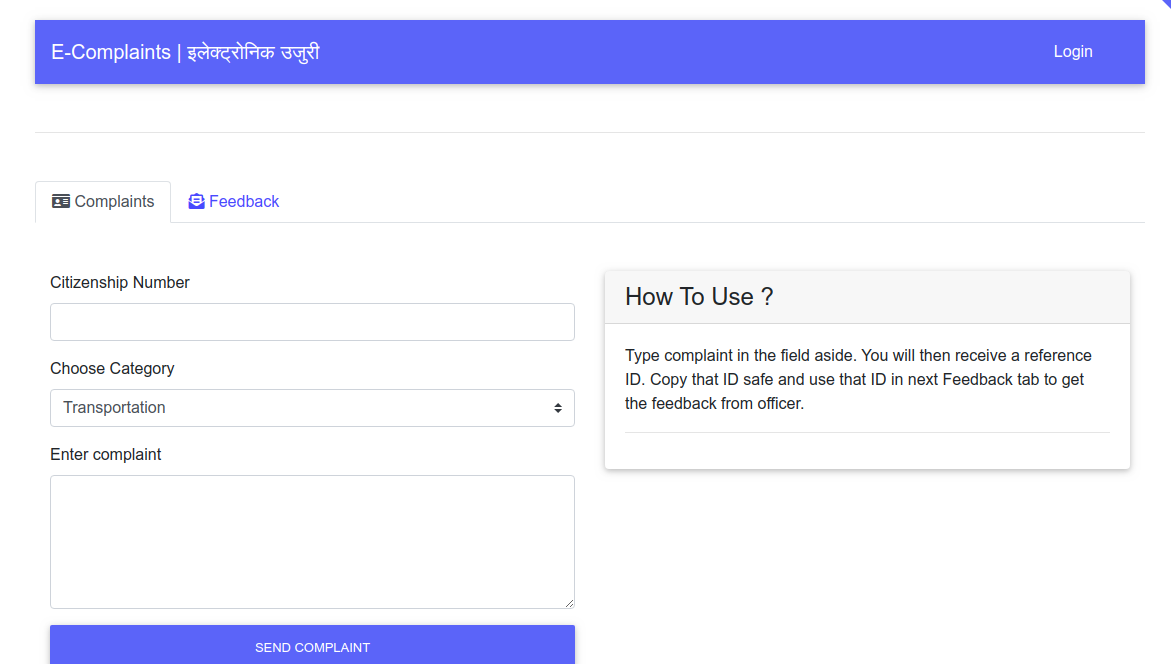 E-Complaints | इलेक्ट्रोनिक उजुरी
Login
Complaints
Feedback
Citizenship Number
Choose Category
Transportation
Enter complaint
SEND COMPLAINT
How To Use ?
Type complaint in the field aside. You will then receive a reference
ID. Copy that ID safe and use that ID in next Feedback tab to get
the feedback from officer.